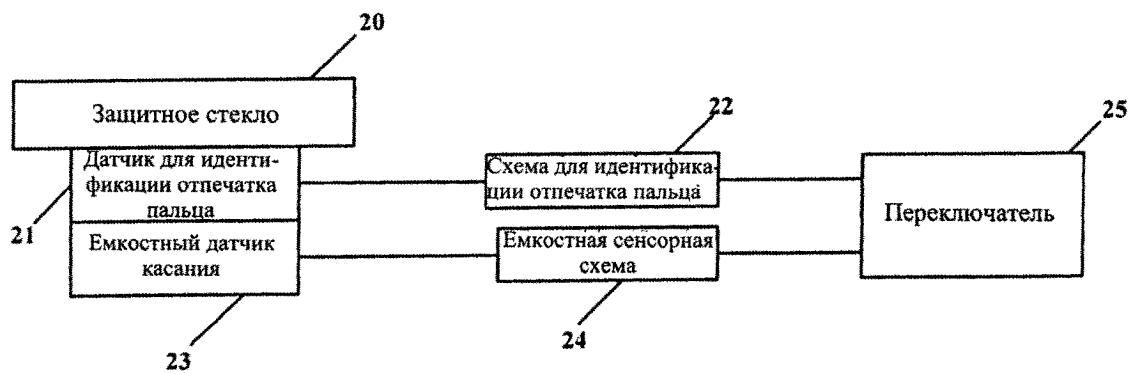 20
Защитное стекло
Датчик для иденти-
фикации отпечатка
пальца
21
Емкостный датчик
касания
23
22
Схема для идентифика-
ции отпечатка пальца
Емкостная сенсорная
схема
24
25
Переключатель